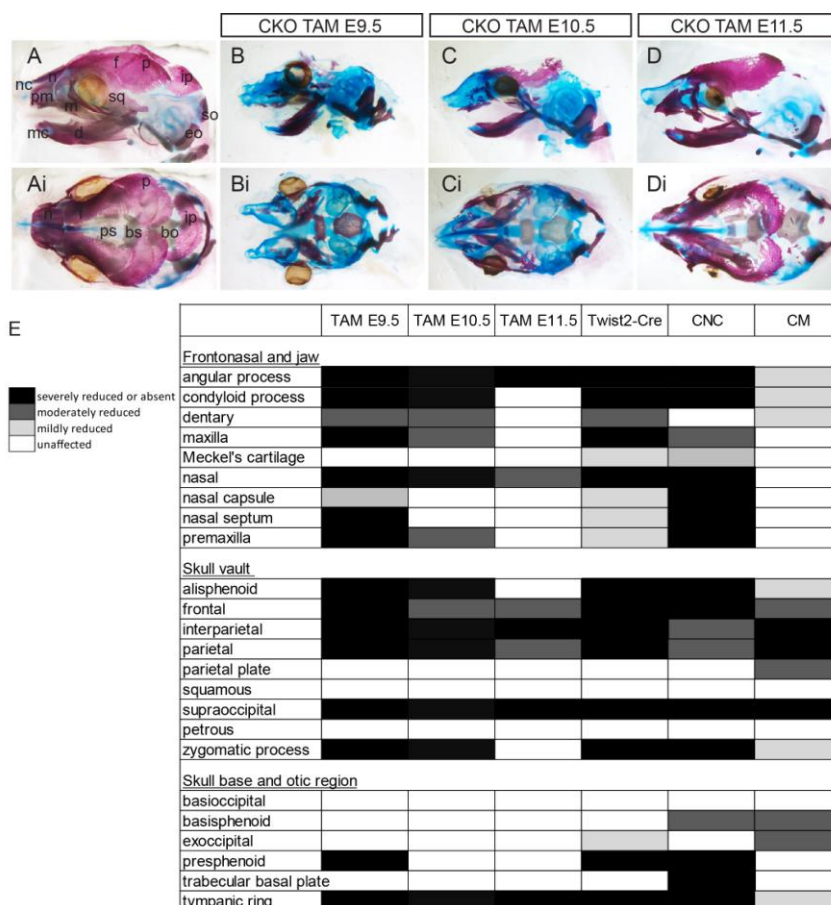 CKO TAM E9.5
CKO TAM E10.5
CKO TAM E11.5
A
f
p
n
ip
nc
pm
m
sq
so
mc
d
eo
B
C
D
Ai
p
n
f
ip
ps
bs
bo
Bi
Ci
Di
E
TAM E9.5 TAM E10.5 TAM E11.5 Twist2-Cre CNC CM
severely reduced or absent
moderately reduced
mildly reduced
unaffected
Frontonasal and jaw
angular process
condyloid process
dentary
maxilla
Meckel's cartilage
nasal
nasal capsule
nasal septum
premaxilla
Skull vault
alisphenoid
frontal
interparietal
parietal
parietal plate
squamous
supraoccipital
petrous
zygomatic process
Skull base and otic region
basioccipital
basisphenoid
exoccipital
presphenoid
trabecular basal plate
tympanic ring